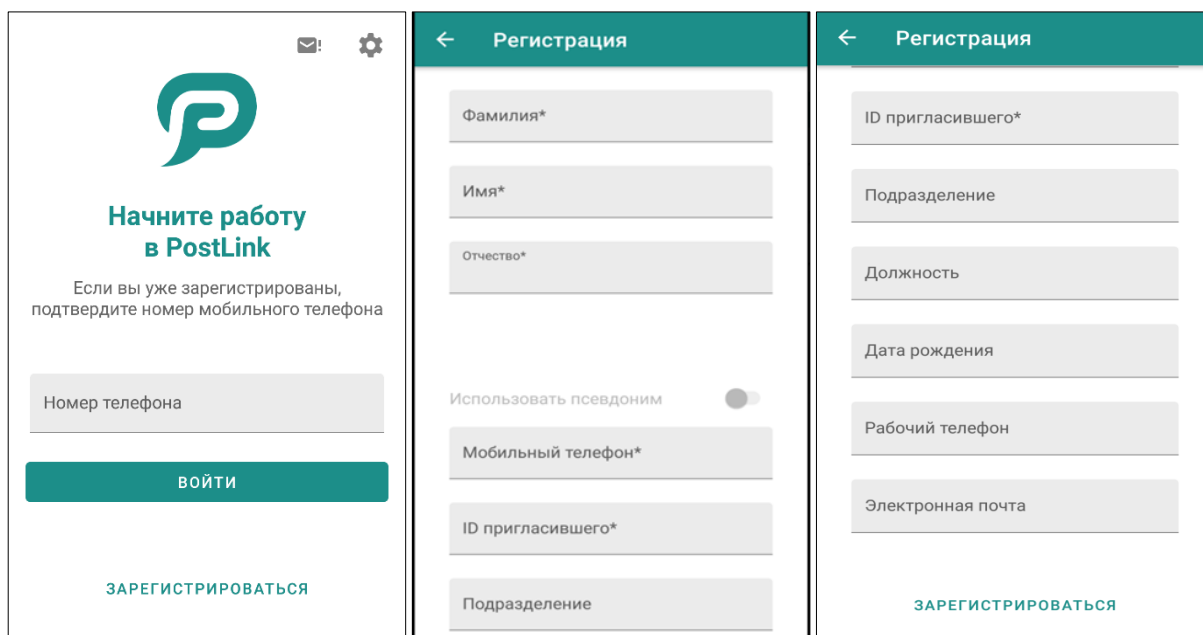 Начните работу
в PostLink
Если вы уже зарегистрированы,
подтвердите номер мобильного телефона
Номер телефона
ВОЙТИ
ЗАРЕГИСТРИРОВАТЬСЯ
Регистрация
Фамилия*
Имя*
Отчество*
Использовать псевдоним
Мобильный телефон*
ID пригласившего*
Подразделение
Регистрация
ID пригласившего*
Подразделение
Должность
Дата рождения
Рабочий телефон
Электронная почта
ЗАРЕГИСТРИРОВАТЬСЯ